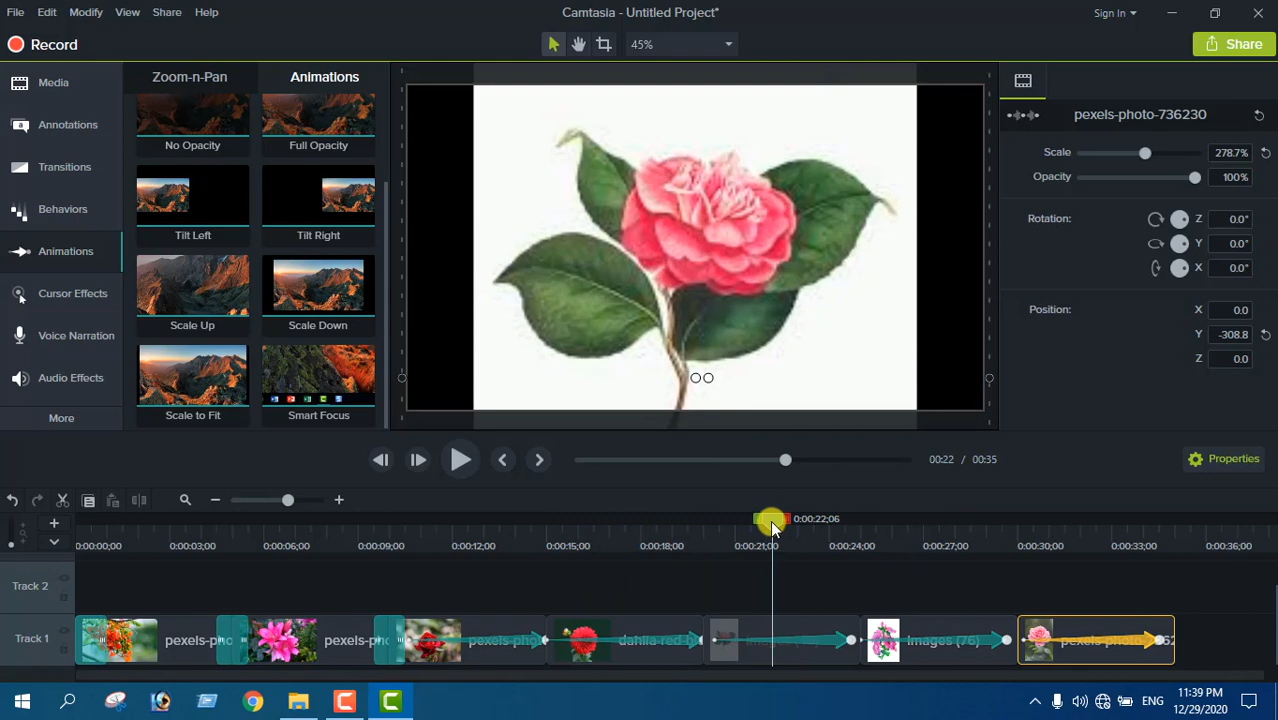 File Edit Modify View Share Help
Camtasia - Untitled Project*
Sign In
Record
45%
Share
Media
Annotations
Transitions
Behaviors
Animations
Cursor Effects
Voice Narration
Audio Effects
More
Zoom-n-Pan
Animations
No Opacity
Full Opacity
Tilt Left
Tilt Right
Scale Up
Scale Down
Scale to Fit
Smart Focus
pexels-photo-736230
Scale 278.7%
Opacity 100%
Rotation: Z 0.0°
Y 0.0°
X 0.0°
Position: X 0.0
Y -308.8
Z 0.0
00:22 / 00:35
Properties
0:00:22;06
0:00:00;00 0:00:03;00 0:00:06;00 0:00:09;00 0:00:12;00 0:00:15;00 0:00:18;00 0:00:21;00 0:00:24;00 0:00:27;00 0:00:30;00 0:00:33;00 0:00:36;00
Track 2
Track 1
pexels-pho pexels-pho pexels-pho dahlia-red-b images (76) pexels-photo
ENG
11:39 PM
12/29/2020